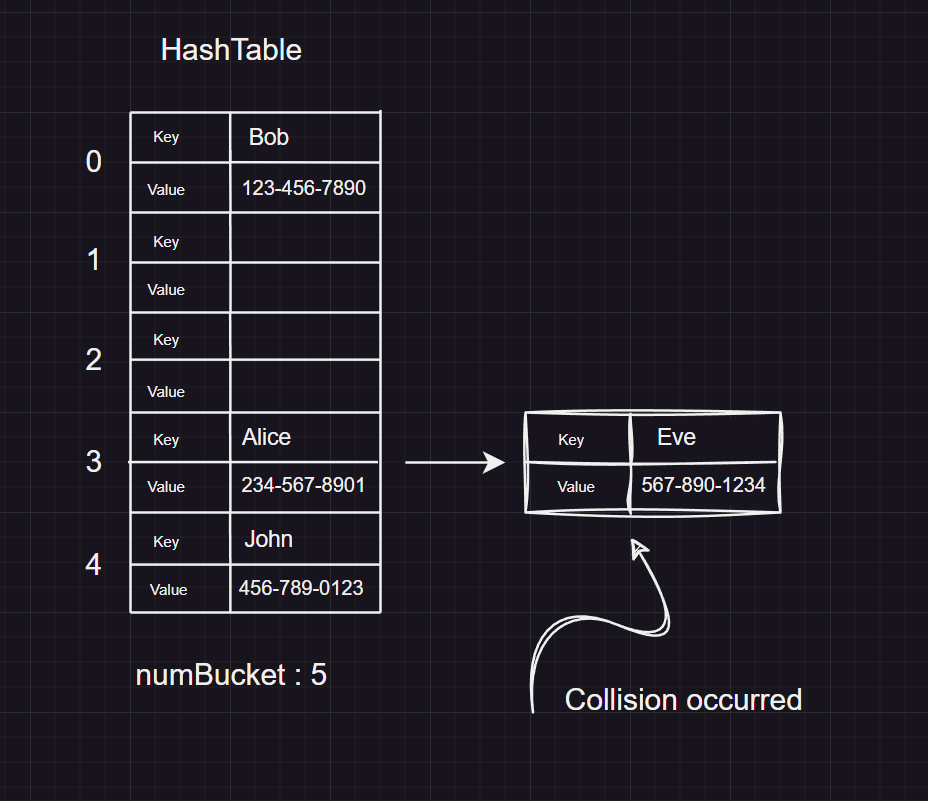 HashTable
0
Key Bob
Value 123-456-7890
1
Key
Value
2
Key
Value
3
Key Alice
Value 234-567-8901
Key Eve
Value 567-890-1234
4
Key John
Value 456-789-0123
numBucket : 5
Collision occurred